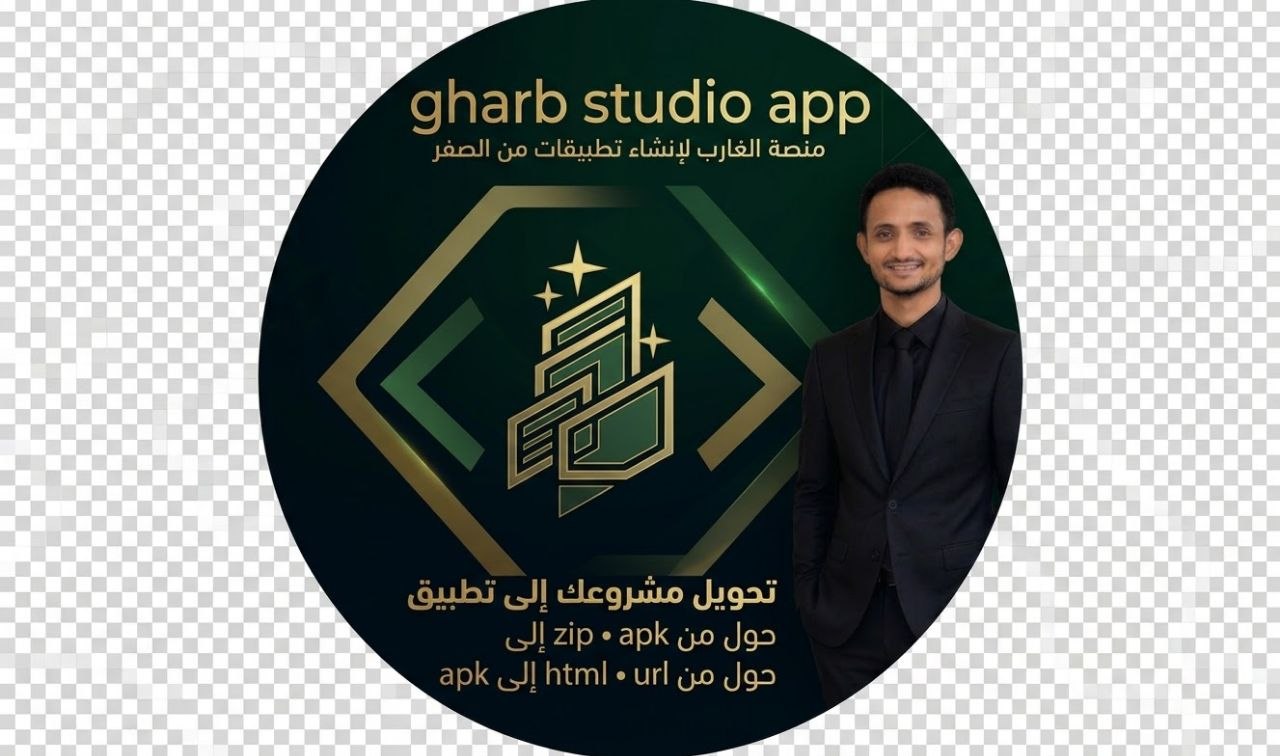 gharb studio app
منصة الغارب لإنشاء تطبيقات من الصفر
تحويل مشروعك إلى تطبيق
حول من zip • apk إلى
حول من html • url إلى apk